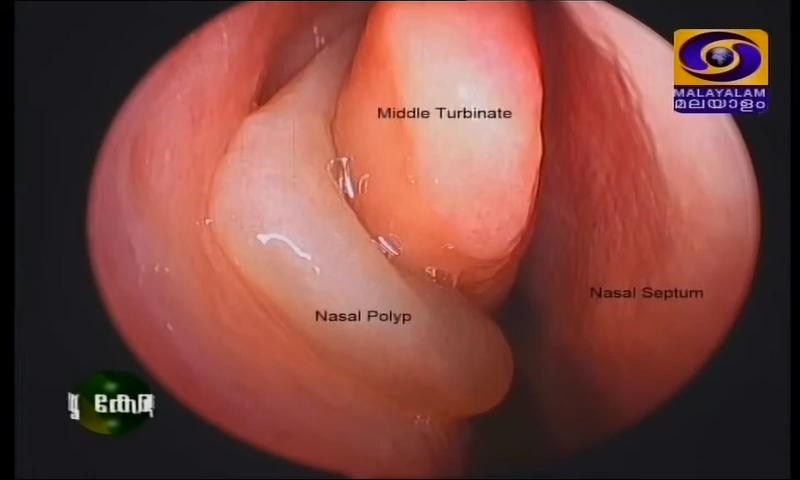 MALAYALAM
മലയാളം
Middle Turbinate
Nasal Septum
Nasal Polyp